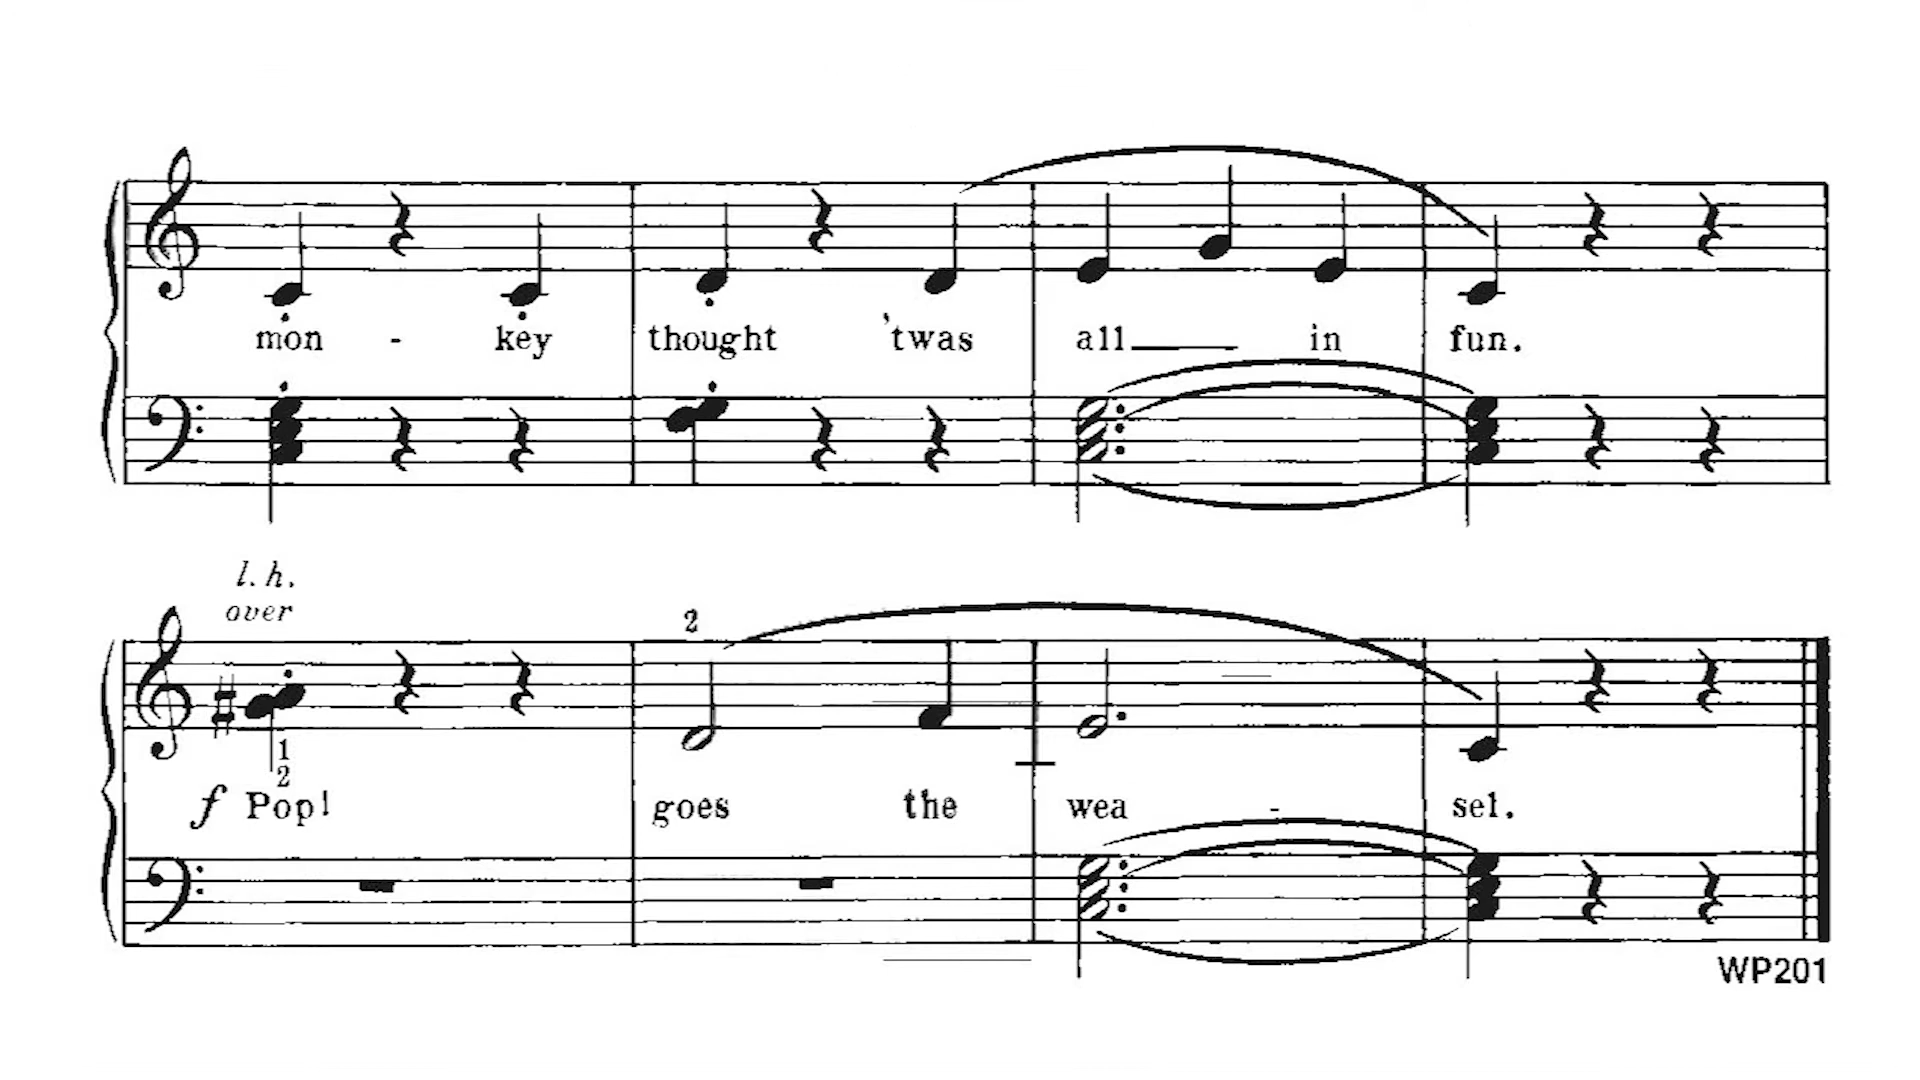 mon - key thought 'twas all in fun.
l. h.
over
2
1
2
f Pop! goes the wea - sel.
WP201